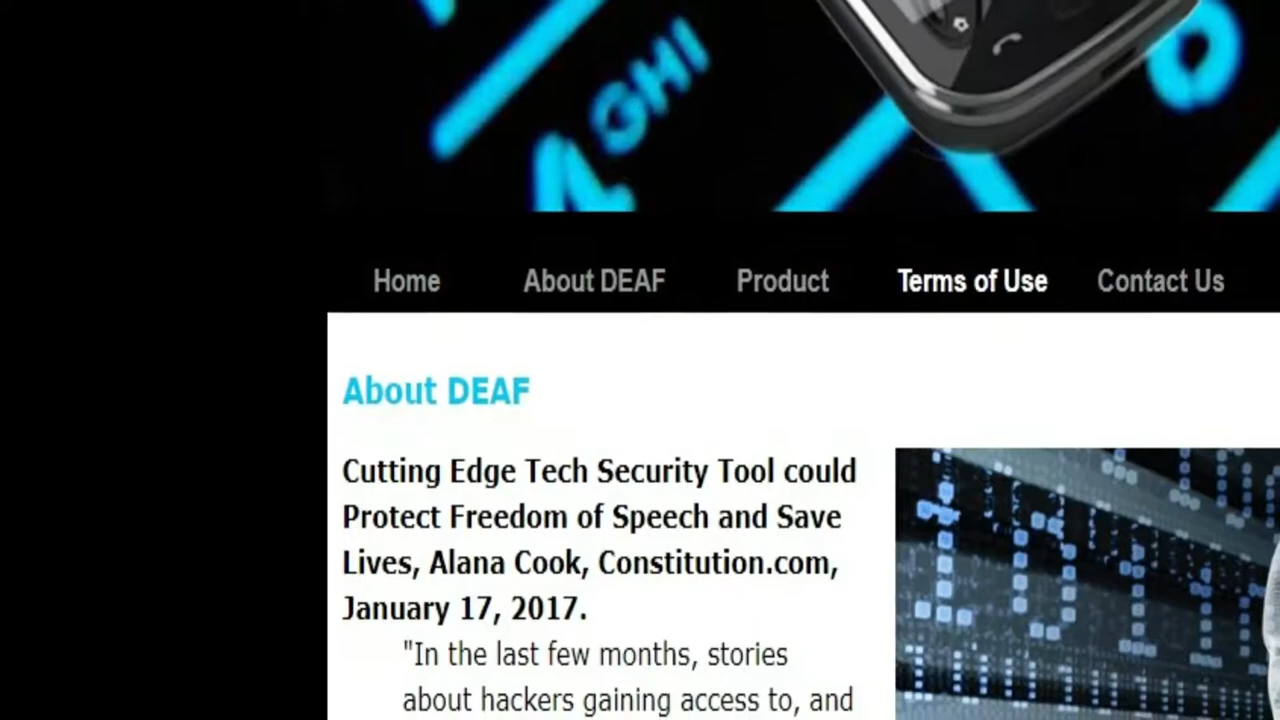 GHI
4
Home About DEAF Product Terms of Use Contact Us
About DEAF
Cutting Edge Tech Security Tool could
Protect Freedom of Speech and Save
Lives, Alana Cook, Constitution.com,
January 17, 2017.
"In the last few months, stories
about hackers gaining access to, and